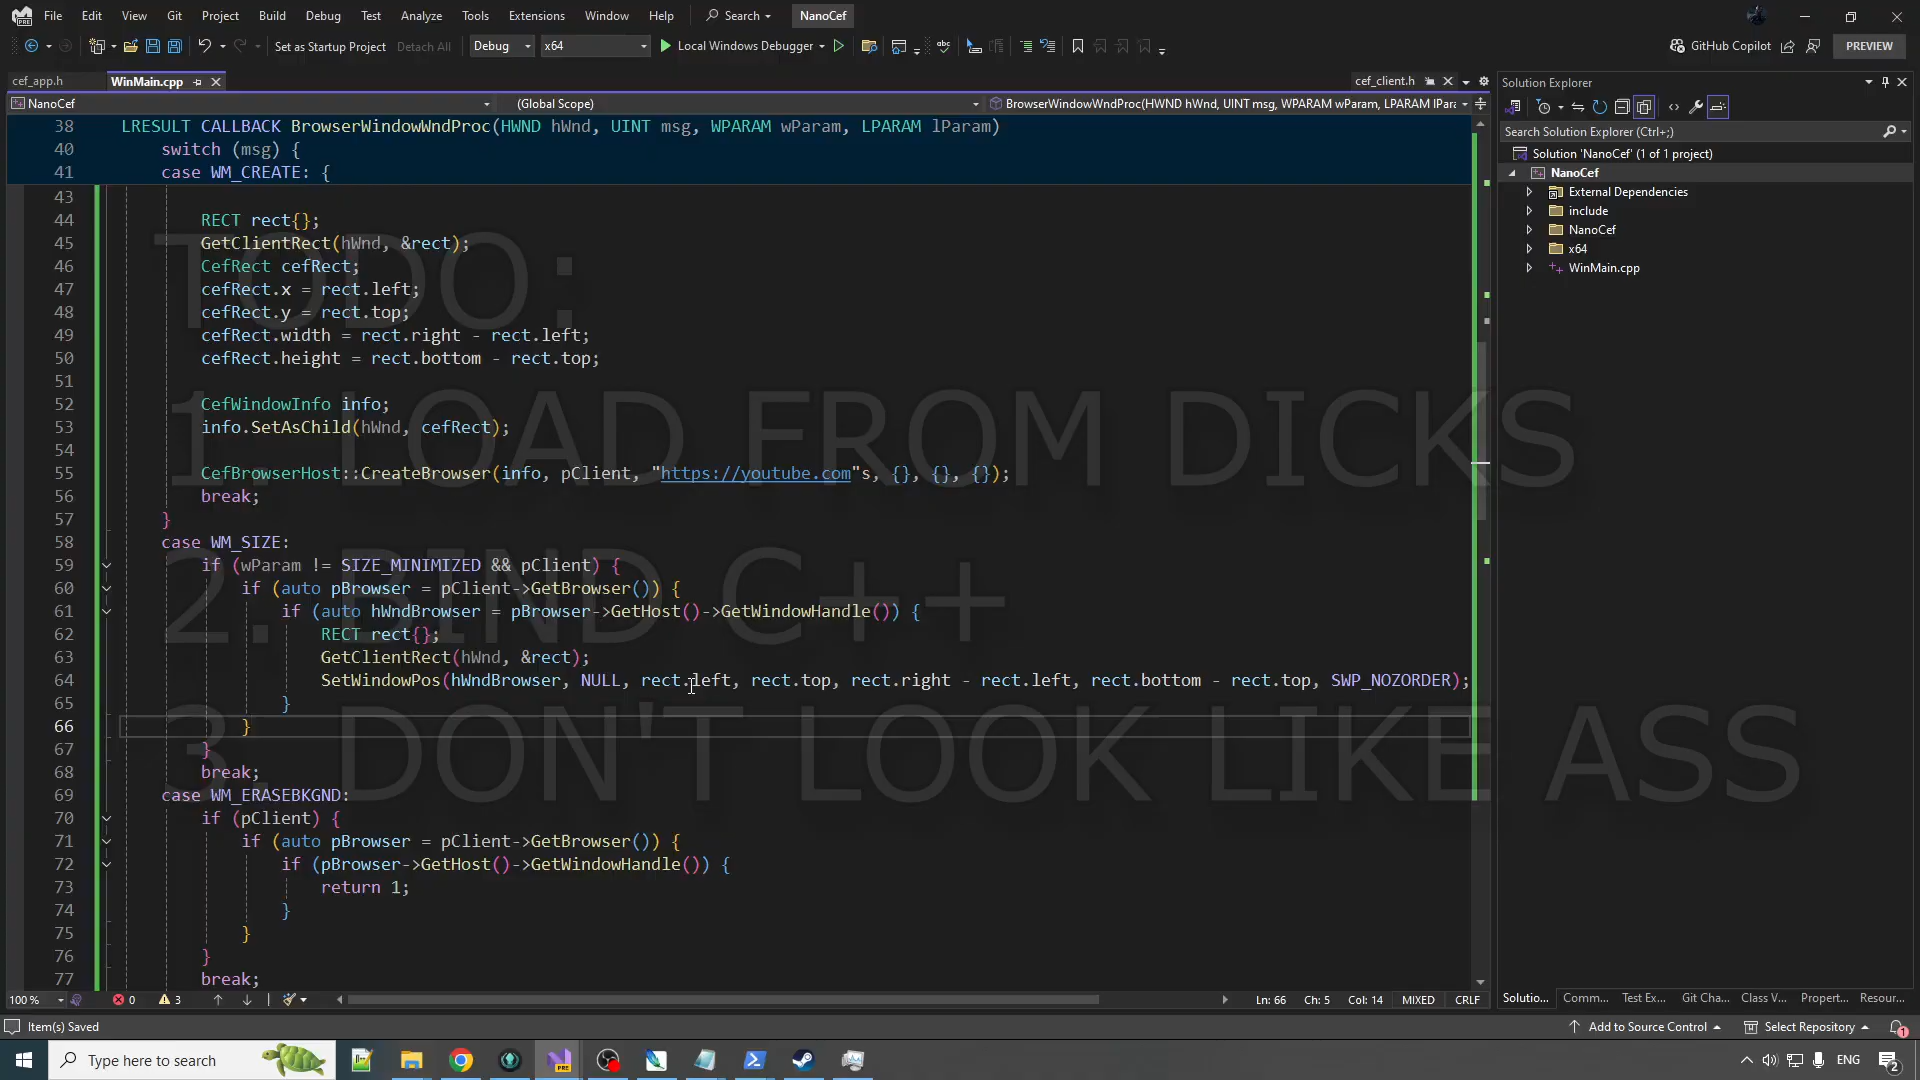 File Edit View Git Project Build Debug Test Analyze Tools Extensions Window Help Search NanoCef
Set as Startup Project Detach All Debug x64 Local Windows Debugger GitHub Copilot PREVIEW
cef_app.h WinMain.cpp cef_client.h
NanoCef (Global Scope) BrowserWindowWndProc(HWND hWnd, UINT msg, WPARAM wParam, LPARAM lPara
38 LRESULT CALLBACK BrowserWindowWndProc(HWND hWnd, UINT msg, WPARAM wParam, LPARAM lParam)
40 switch (msg) {
41 case WM_CREATE: {
43
44 RECT rect{};
45 GetClientRect(hWnd, &rect);
46 CefRect cefRect;
47 cefRect.x = rect.left;
48 cefRect.y = rect.top;
49 cefRect.width = rect.right - rect.left;
50 cefRect.height = rect.bottom - rect.top;
51
52 CefWindowInfo info;
53 info.SetAsChild(hWnd, cefRect);
54
55 CefBrowserHost::CreateBrowser(info, pClient, "https://youtube.com"s, {}, {}, {});
56 break;
57 }
58 case WM_SIZE:
59 if (wParam != SIZE_MINIMIZED && pClient) {
60 if (auto pBrowser = pClient->GetBrowser()) {
61 if (auto hWndBrowser = pBrowser->GetHost()->GetWindowHandle()) {
62 RECT rect{};
63 GetClientRect(hWnd, &rect);
64 SetWindowPos(hWndBrowser, NULL, rect.left, rect.top, rect.right - rect.left, rect.bottom - rect.top, SWP_NOZORDER);
65 }
66 }
67 }
68 break;
69 case WM_ERASEBKGND:
70 if (pClient) {
71 if (auto pBrowser = pClient->GetBrowser()) {
72 if (pBrowser->GetHost()->GetWindowHandle()) {
73 return 1;
74 }
75 }
76 }
77 break;
TODO:
1. LOAD FROM DICKS
2. BIND C++
3. DON'T LOOK LIKE ASS
100 % 0 3 Ln: 66 Ch: 5 Col: 14 MIXED CRLF
Solution Explorer
Search Solution Explorer (Ctrl+;)
Solution 'NanoCef' (1 of 1 project)
NanoCef
External Dependencies
include
NanoCef
x64
WinMain.cpp
Solutio... Comm... Test Ex... Git Cha... Class V... Propert... Resour...
Item(s) Saved Add to Source Control Select Repository 1
Type here to search PRE ENG 2